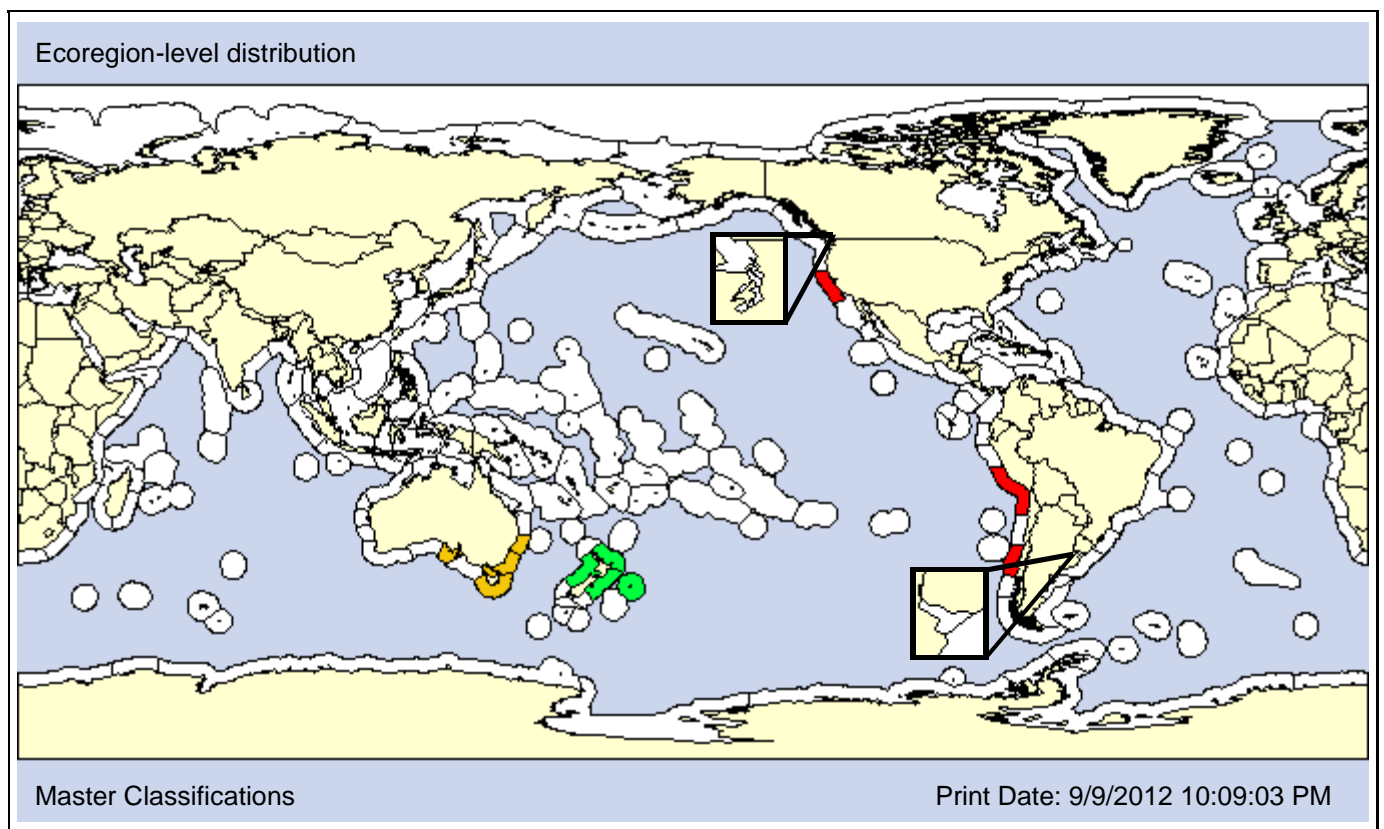 Ecoregion-level distribution
Master Classifications
Print Date: 9/9/2012 10:09:03 PM